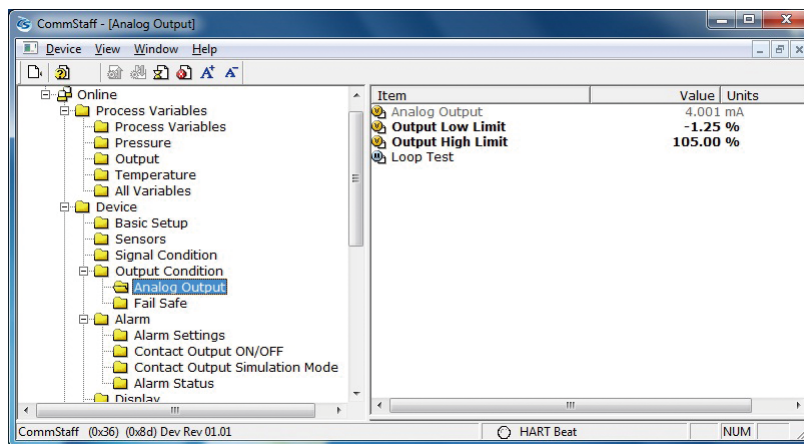 CommStaff - [Analog Output]
Device View Window Help
Online
Process Variables
Process Variables
Pressure
Output
Temperature
All Variables
Device
Basic Setup
Sensors
Signal Condition
Output Condition
Analog Output
Fail Safe
Alarm
Alarm Settings
Contact Output ON/OFF
Contact Output Simulation Mode
Alarm Status
Display
Item Value Units
Analog Output 4.001 mA
Output Low Limit -1.25 %
Output High Limit 105.00 %
Loop Test
CommStaff (0x36) (0x8d) Dev Rev 01.01 HART Beat NUM